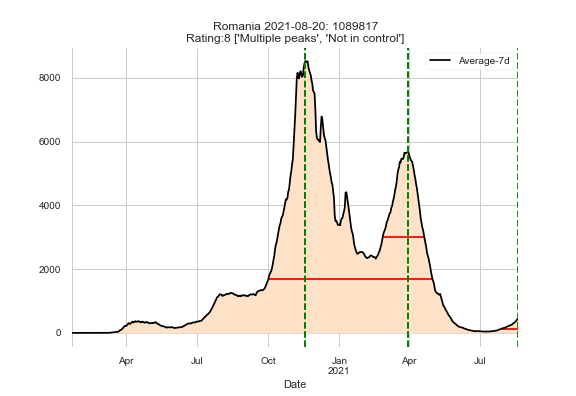 Romania 2021-08-20: 1089817
Rating:8 ['Multiple peaks', 'Not in control']
Average-7d
8000
6000
4000
2000
0
Apr
Jul
Oct
Jan
2021
Apr
Jul
Date